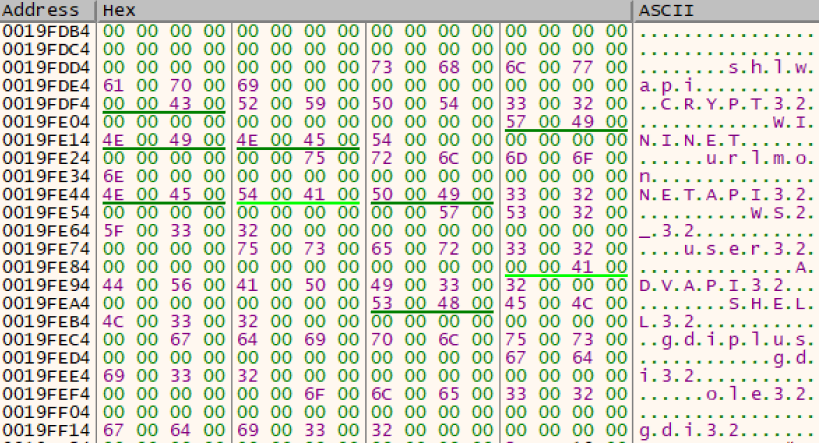 Address Hex ASCII
0019FDB4 00 00 00 00 00 00 00 00 00 00 00 00 00 00 00 00 ................
0019FDC4 00 00 00 00 00 00 00 00 00 00 00 00 00 00 00 00 ................
0019FDD4 00 00 00 00 00 00 00 00 73 00 68 00 6C 00 77 00 ........s.h.l.w.
0019FDE4 61 00 70 00 69 00 00 00 00 00 00 00 00 00 00 00 a.p.i...........
0019FDF4 00 00 43 00 52 00 59 00 50 00 54 00 33 00 32 00 ..C.R.Y.P.T.3.2.
0019FE04 00 00 00 00 00 00 00 00 00 00 00 00 57 00 49 00 ............W.I.
0019FE14 4E 00 49 00 4E 00 45 00 54 00 00 00 00 00 00 00 N.I.N.E.T.......
0019FE24 00 00 00 00 00 00 75 00 72 00 6C 00 6D 00 6F 00 ......u.r.l.m.o.
0019FE34 6E 00 00 00 00 00 00 00 00 00 00 00 00 00 00 00 n...............
0019FE44 4E 00 45 00 54 00 41 00 50 00 49 00 33 00 32 00 N.E.T.A.P.I.3.2.
0019FE54 00 00 00 00 00 00 00 00 00 00 57 00 53 00 32 00 ..........W.S.2.
0019FE64 5F 00 33 00 32 00 00 00 00 00 00 00 00 00 00 00 _.3.2...........
0019FE74 00 00 00 00 75 00 73 00 65 00 72 00 33 00 32 00 ....u.s.e.r.3.2.
0019FE84 00 00 00 00 00 00 00 00 00 00 00 00 00 00 41 00 ..............A.
0019FE94 44 00 56 00 41 00 50 00 49 00 33 00 32 00 00 00 D.V.A.P.I.3.2...
0019FEA4 00 00 00 00 00 00 00 00 53 00 48 00 45 00 4C 00 ........S.H.E.L.
0019FEB4 4C 00 33 00 32 00 00 00 00 00 00 00 00 00 00 00 L.3.2...........
0019FEC4 00 00 67 00 64 00 69 00 70 00 6C 00 75 00 73 00 ..g.d.i.p.l.u.s.
0019FED4 00 00 00 00 00 00 00 00 00 00 00 00 67 00 64 00 ............g.d.
0019FEE4 69 00 33 00 32 00 00 00 00 00 00 00 00 00 00 00 i.3.2...........
0019FEF4 00 00 00 00 00 00 6F 00 6C 00 65 00 33 00 32 00 ......o.l.e.3.2.
0019FF04 00 00 00 00 00 00 00 00 00 00 00 00 00 00 00 00 ................
0019FF14 67 00 64 00 69 00 33 00 32 00 00 00 00 00 00 00 g.d.i.3.2.......